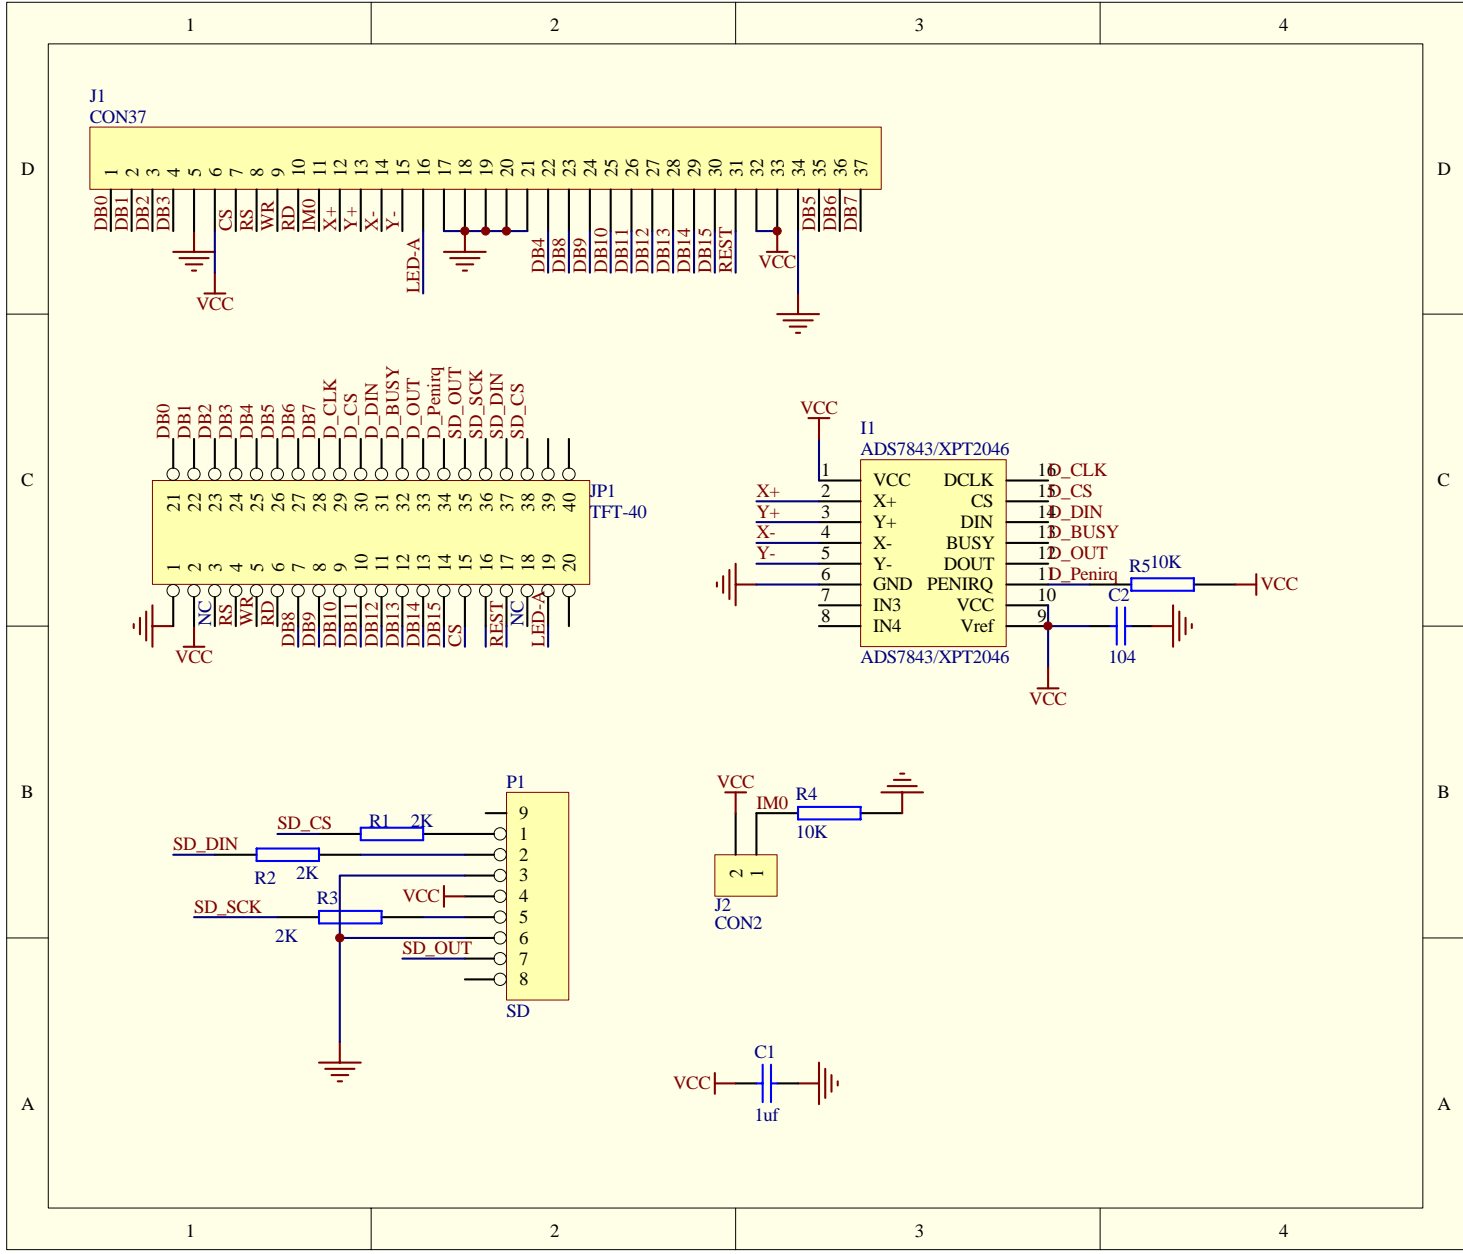 1 2 3 4
D D
J1
CON37
1 2 3 4 5 6 7 8 9 10 11 12 13 14 15 16 17 18 19 20 21 22 23 24 25 26 27 28 29 30 31 32 33 34 35 36 37
DB0 DB1 DB2 DB3 CS RS WR RD IM0 X+ Y+ X- Y- LED-A DB4 DB8 DB9 DB10 DB11 DB12 DB13 DB14 DB15 REST DB5 DB6 DB7
VCC
VCC
C C
DB0 DB1 DB2 DB3 DB4 DB5 DB6 DB7 D_CLK D_CS D_DIN D_BUSY D_OUT D_Penirq SD_OUT SD_SCK SD_DIN SD_CS
21 22 23 24 25 26 27 28 29 30 31 32 33 34 35 36 37 38 39 40
JP1
TFT-40
1 2 3 4 5 6 7 8 9 10 11 12 13 14 15 16 17 18 19 20
NC RS WR RD DB8 DB9 DB10 DB11 DB12 DB13 DB14 DB15 CS REST NC LED-A
VCC
VCC
I1
ADS7843/XPT2046
1 VCC DCLK 16 D_CLK
X+ 2 X+ CS 15 D_CS
Y+ 3 Y+ DIN 14 D_DIN
X- 4 X- BUSY 13 D_BUSY
Y- 5 Y- DOUT 12 D_OUT
6 GND PENIRQ 11 D_Penirq R5 10K VCC
7 IN3 VCC 10 C2
8 IN4 Vref 9
ADS7843/XPT2046
104
VCC
B B
P1
9
SD_CS R1 2K 1
SD_DIN 2
R2 2K 3
R3 VCC 4
SD_SCK 5
2K 6
SD_OUT 7
8
SD
VCC
IM0 R4
10K
2 1
J2
CON2
A A
C1
VCC
1uf
1 2 3 4